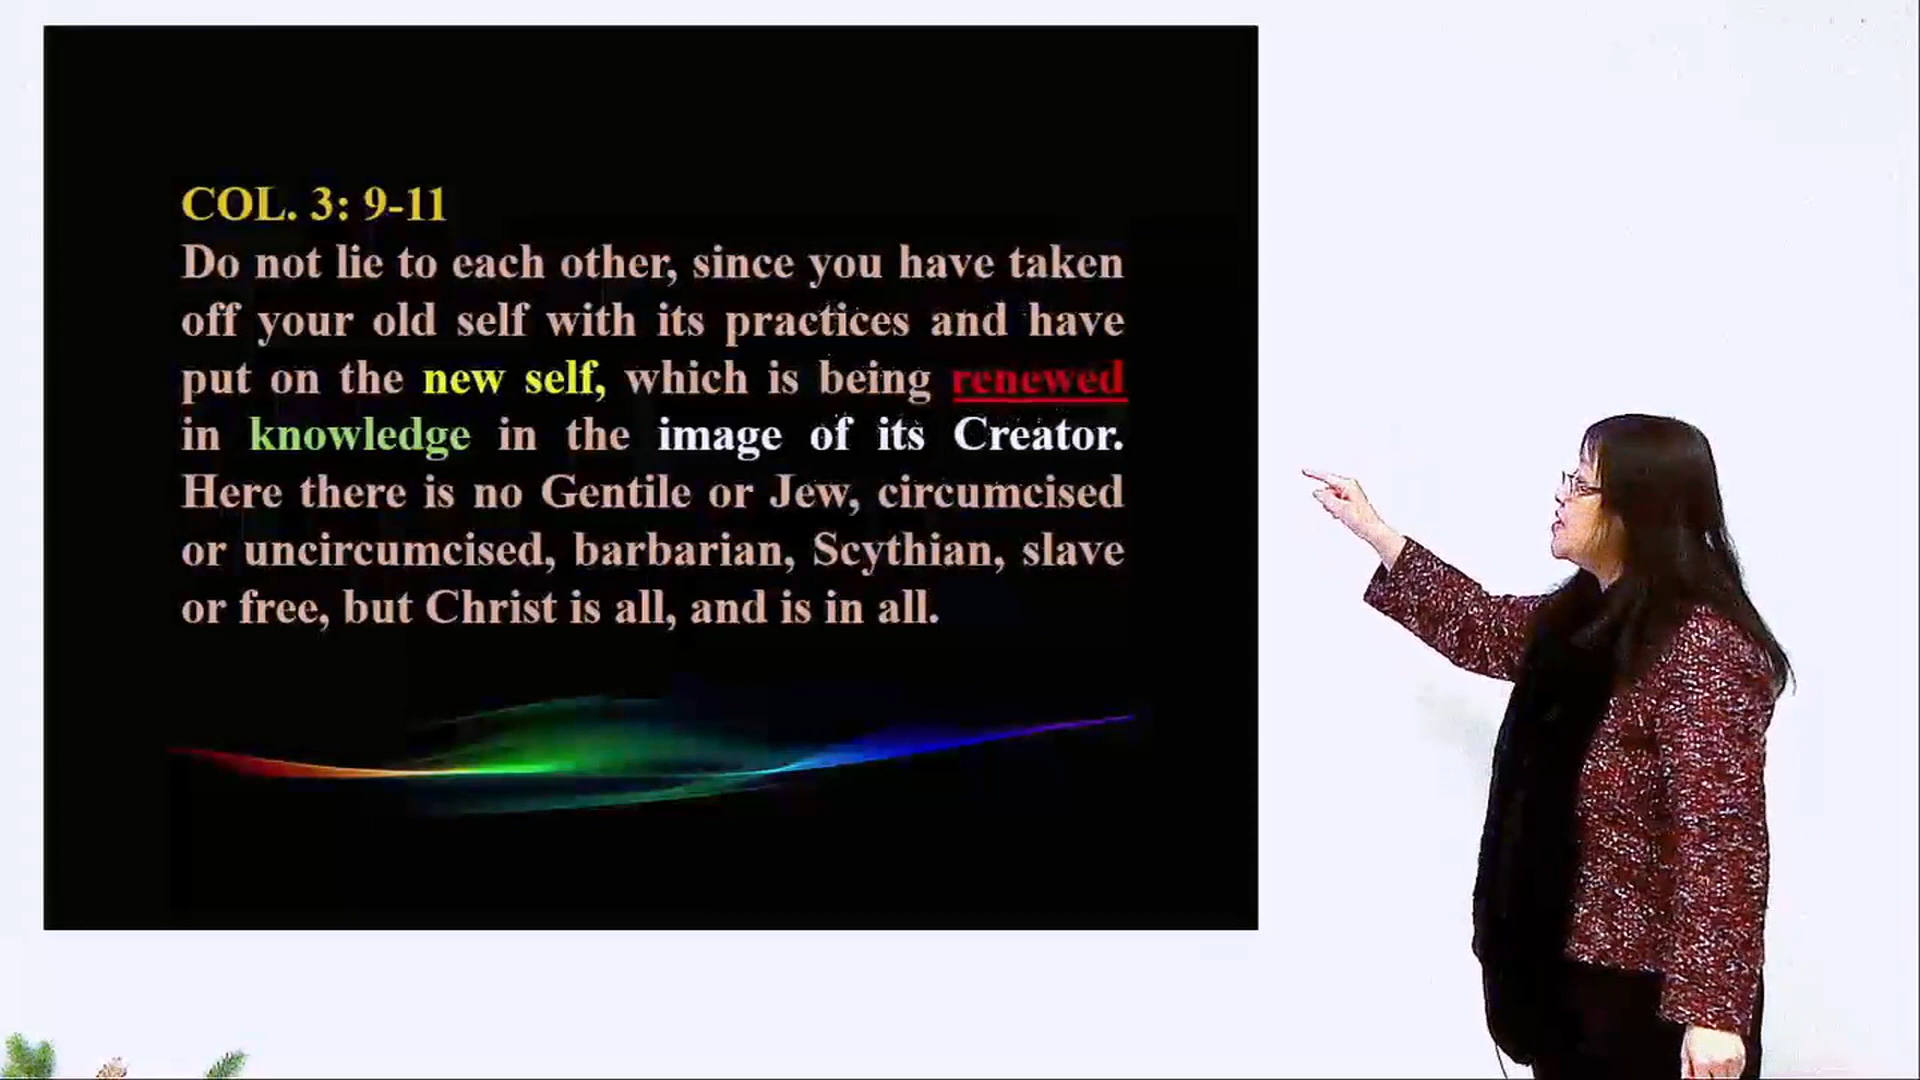 COL. 3: 9-11
Do not lie to each other, since you have taken
off your old self with its practices and have
put on the new self, which is being renewed
in knowledge in the image of its Creator.
Here there is no Gentile or Jew, circumcised
or uncircumcised, barbarian, Scythian, slave
or free, but Christ is all, and is in all.